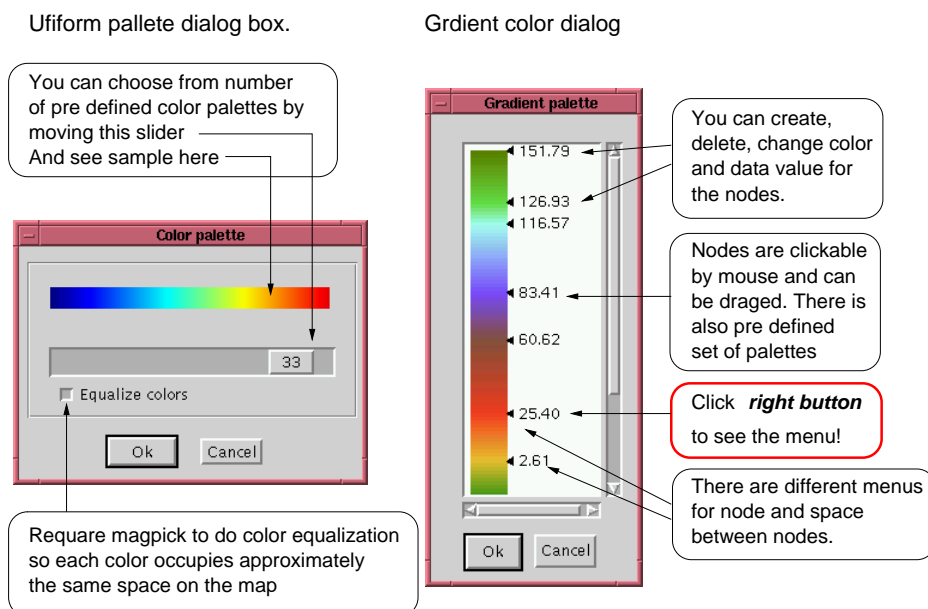 Ufiform pallete dialog box.
Grdient color dialog
You can choose from number
of pre defined color palettes by
moving this slider
And see sample here
Color palette
33
Equalize colors
Ok
Cancel
Requare magpick to do color equalization
so each color occupies approximately
the same space on the map
Gradient palette
151.79
126.93
116.57
83.41
60.62
25.40
2.61
Ok
Cancel
You can create,
delete, change color
and data value for
the nodes.
Nodes are clickable
by mouse and can
be draged. There is
also pre defined
set of palettes
Click right button
to see the menu!
There are different menus
for node and space
between nodes.